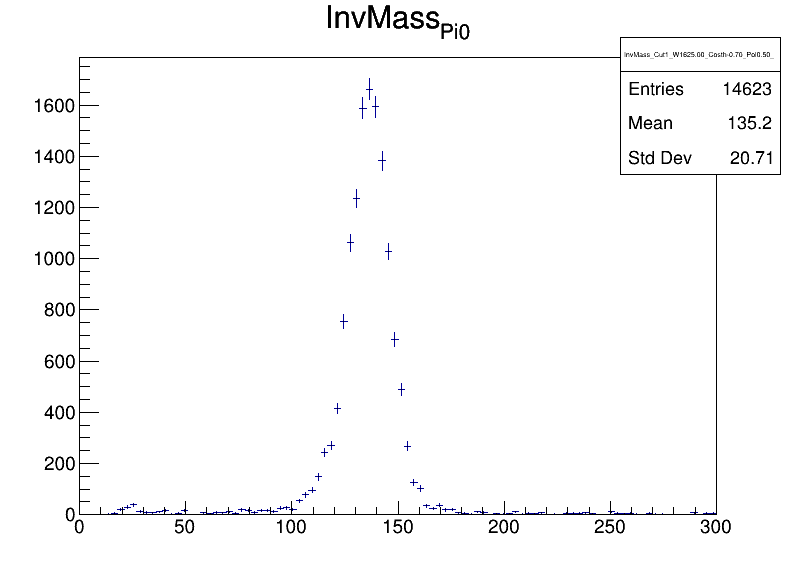 InvMass_Pi0
InvMass_Cut1_W1625.00_Costh-0.70_Pol0.50_
Entries 14623
Mean 135.2
Std Dev 20.71
1600
1400
1200
1000
800
600
400
200
0
0 50 100 150 200 250 300